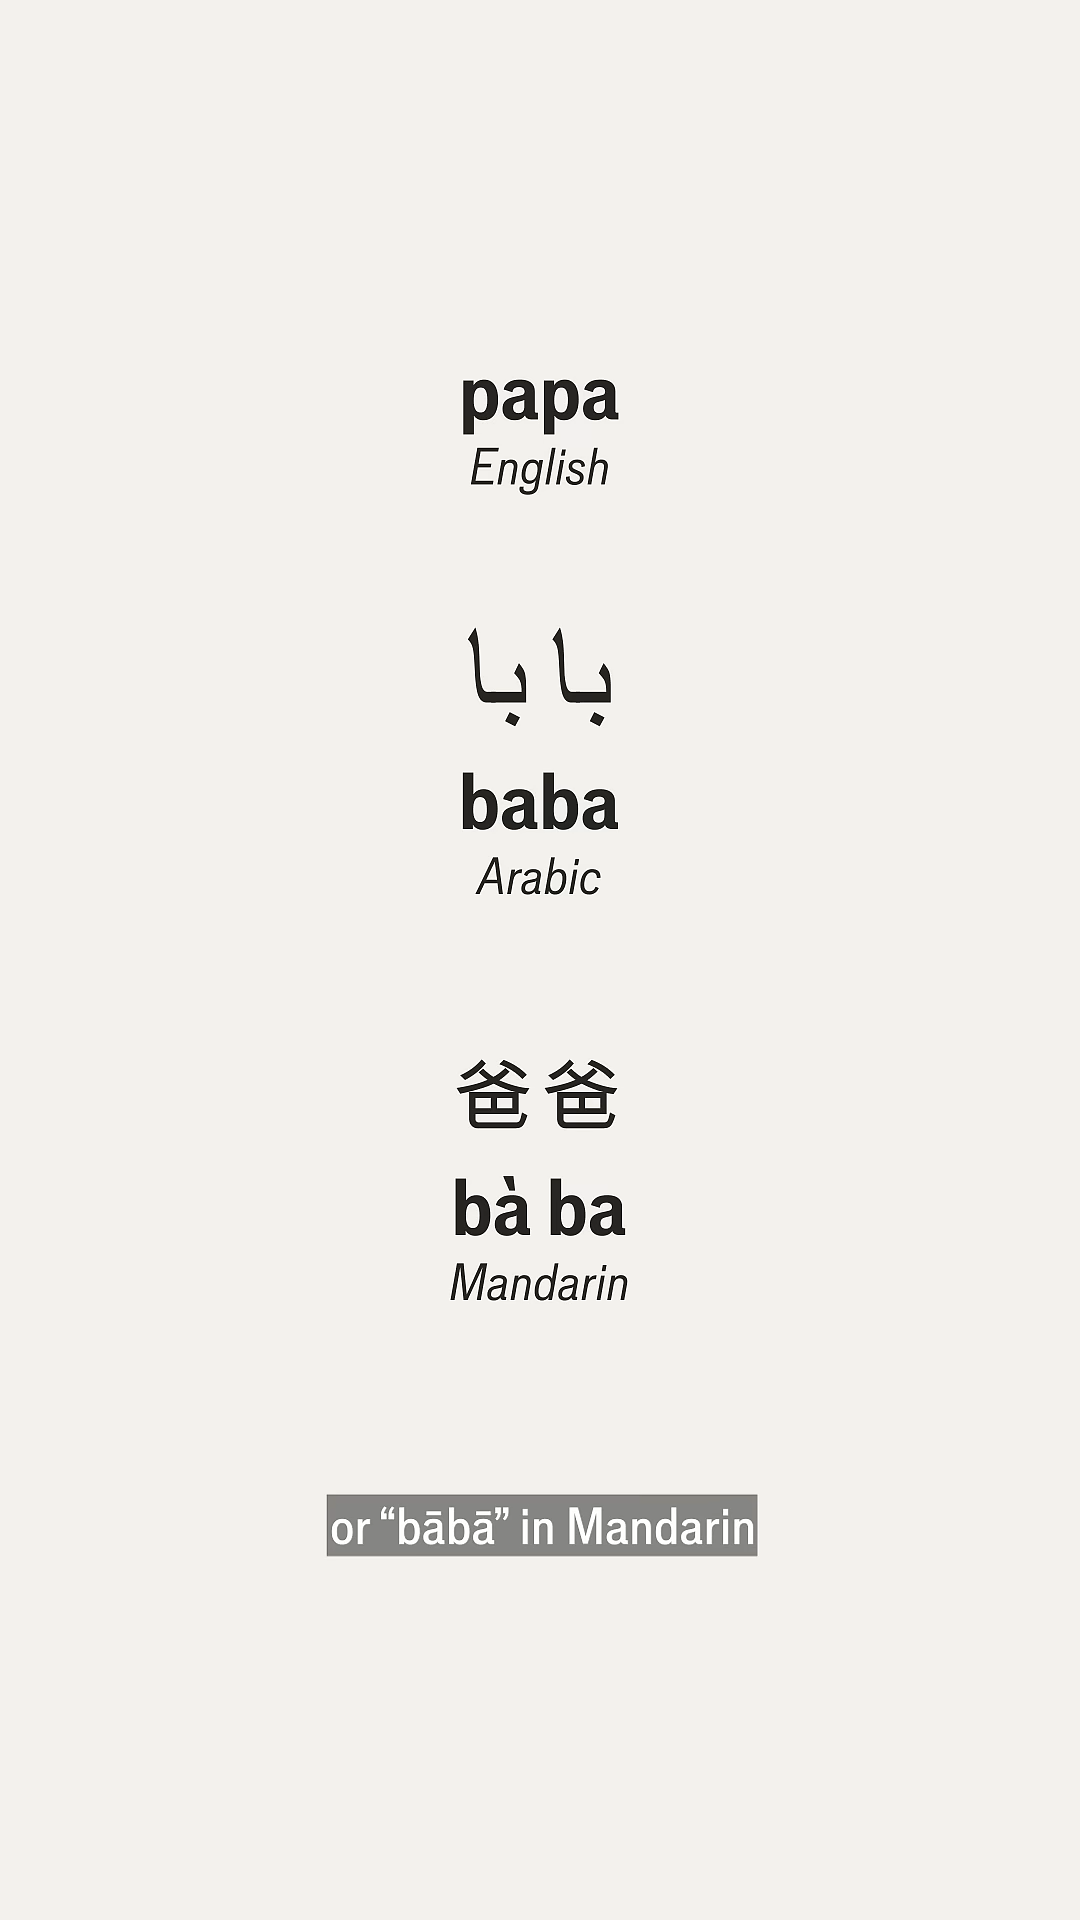 papa
English
بابا
baba
Arabic
爸爸
bà ba
Mandarin
or “bābā” in Mandarin